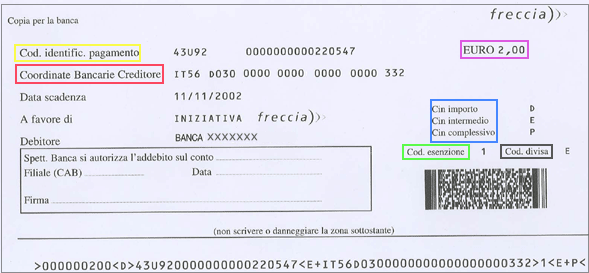 Copia per la banca
freccia
Cod. identific. pagamento 43U92 0000000000220547 EURO 2,00
Coordinate Bancarie Creditore IT56 D030 0000 0000 0000 0000 332
Data scadenza 11/11/2002
A favore di INIZIATIVA freccia
Cin importo D
Cin intermedio E
Cin complessivo P
Debitore BANCA XXXXXXX
Cod. esenzione 1 Cod. divisa E
Spett. Banca si autorizza l'addebito sul conto
Filiale (CAB) Data
Firma
(non scrivere o danneggiare la zona sottostante)
>000000200<D>43U920000000000220547<E+IT56D0300000000000000000332>1<E+P<